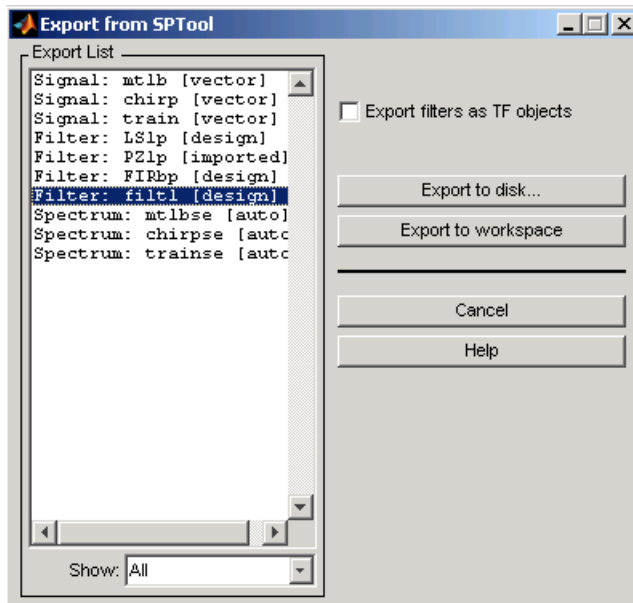 Export from SPTool
Export List
Signal: mtlb [vector]
Signal: chirp [vector]
Signal: train [vector]
Filter: LSlp [design]
Filter: PZlp [imported]
Filter: FIRbp [design]
Filter: filt1 [design]
Spectrum: mtlbse [auto]
Spectrum: chirpse [auto
Spectrum: trainse [auto
Show: All
Export filters as TF objects
Export to disk...
Export to workspace
Cancel
Help